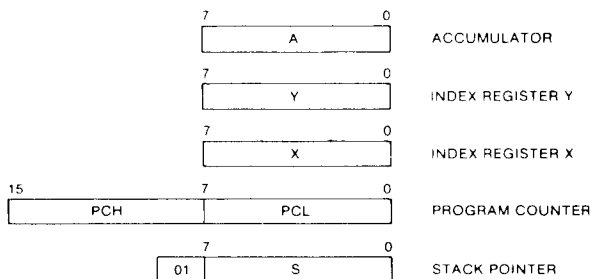 7 0
A ACCUMULATOR
7 0
Y INDEX REGISTER Y
7 0
X INDEX REGISTER X
15 7 0
PCH PCL PROGRAM COUNTER
7 0
01 S STACK POINTER